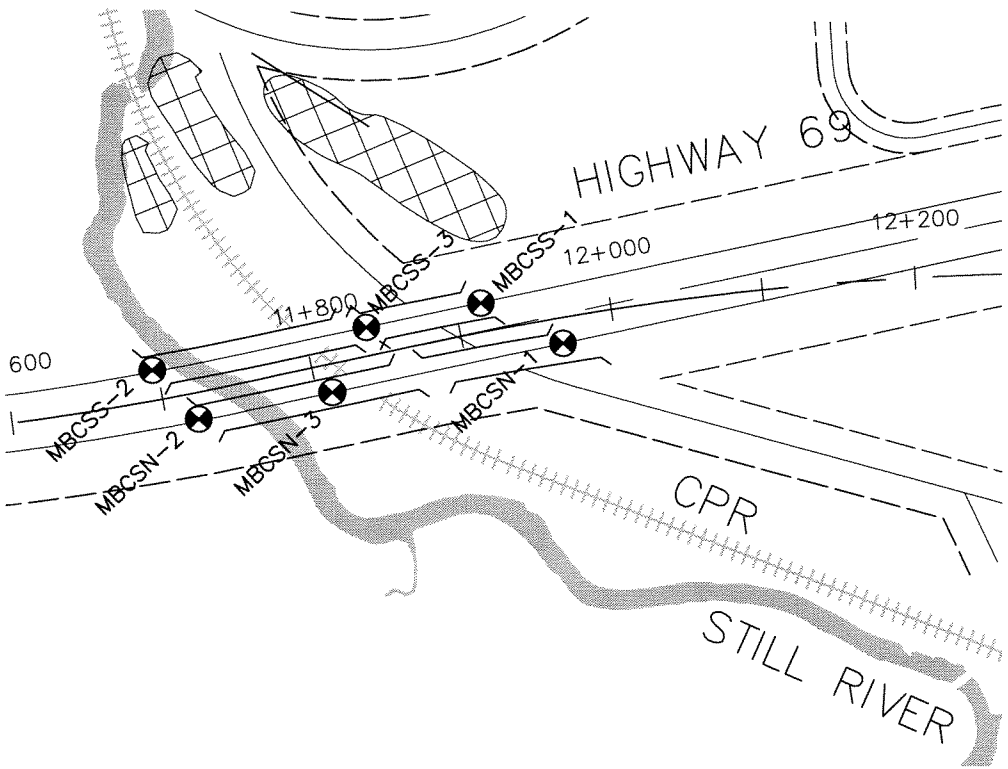 HIGHWAY 69
12+200
12+000
MBCSS-1
MBCSS-3
11+800
600
MBCSS-2
MBCSN-1
MBCSN-3
MBCSN-2
CPR
STILL RIVER